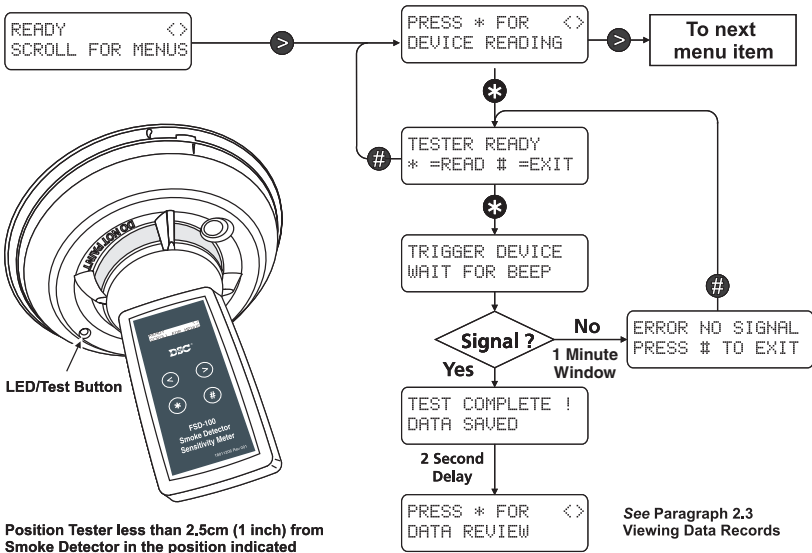 READY <>
SCROLL FOR MENUS
>
PRESS * FOR <>
DEVICE READING
>
To next
menu item
*
#
TESTER READY
* =READ # =EXIT
*
TRIGGER DEVICE
WAIT FOR BEEP
Signal ?
No
1 Minute
Window
#
ERROR NO SIGNAL
PRESS # TO EXIT
Yes
TEST COMPLETE !
DATA SAVED
2 Second
Delay
PRESS * FOR <>
DATA REVIEW
See Paragraph 2.3
Viewing Data Records
DO NOT PAINT
DSC
< >
* #
FSD-100
Smoke Detector
Sensitivity Meter
LED/Test Button
Position Tester less than 2.5cm (1 inch) from
Smoke Detector in the position indicated